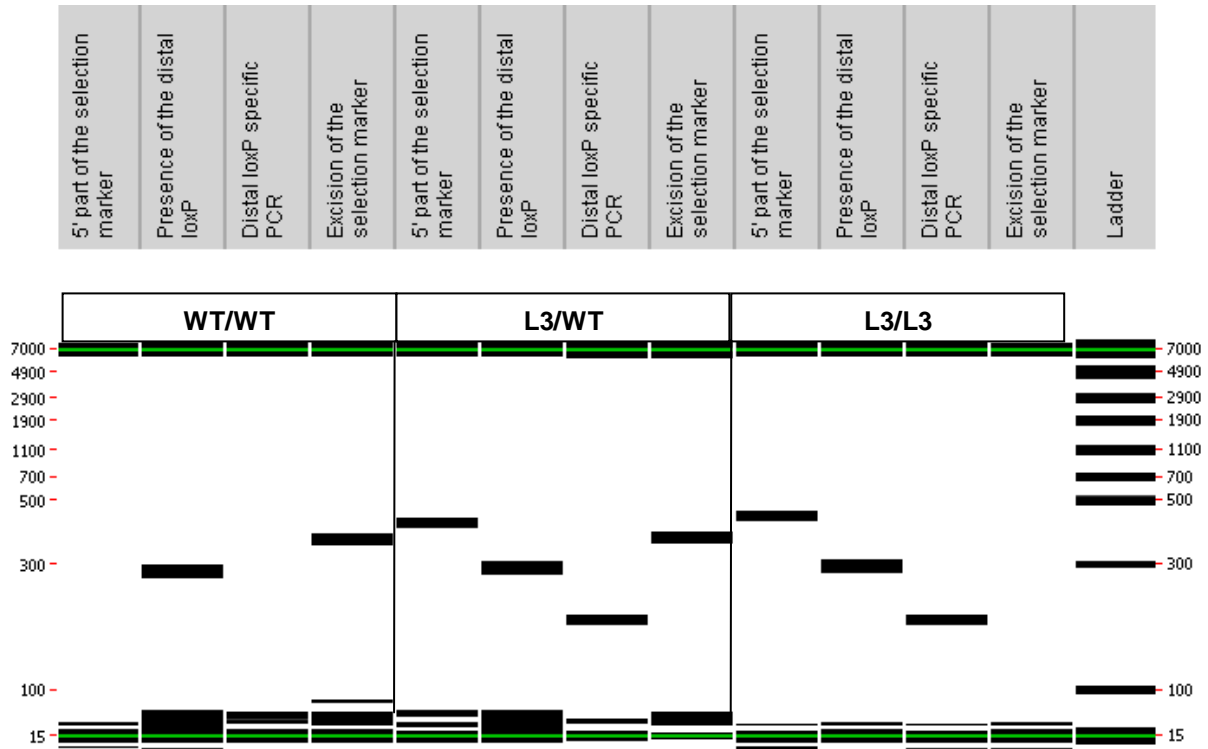 5' part of the selection
marker
Presence of the distal
loxP
Distal loxP specific
PCR
Excision of the
selection marker
5' part of the selection
marker
Presence of the distal
loxP
Distal loxP specific
PCR
Excision of the
selection marker
5' part of the selection
marker
Presence of the distal
loxP
Distal loxP specific
PCR
Excision of the
selection marker
Ladder
WT/WT L3/WT L3/L3
7000 7000
4900 4900
2900 2900
1900 1900
1100 1100
700 700
500 500
300 300
100 100
15 15